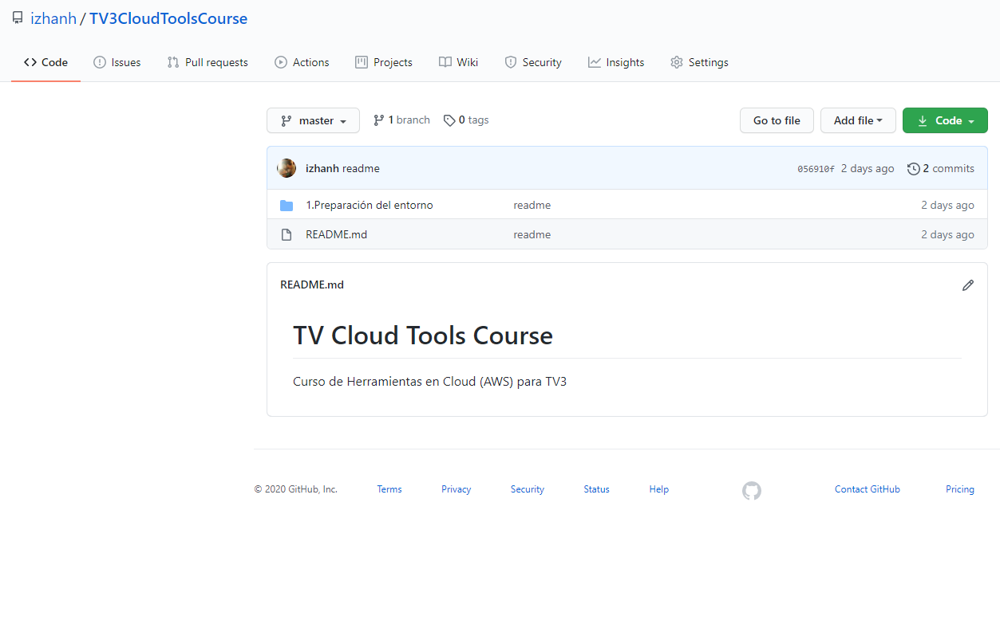 izhanh / TV3CloudToolsCourse
Code Issues Pull requests Actions Projects Wiki Security Insights Settings
master 1 branch 0 tags Go to file Add file Code
izhanh readme 056910f 2 days ago 2 commits
1.Preparación del entorno readme 2 days ago
README.md readme 2 days ago
README.md
TV Cloud Tools Course
Curso de Herramientas en Cloud (AWS) para TV3
© 2020 GitHub, Inc. Terms Privacy Security Status Help Contact GitHub Pricing